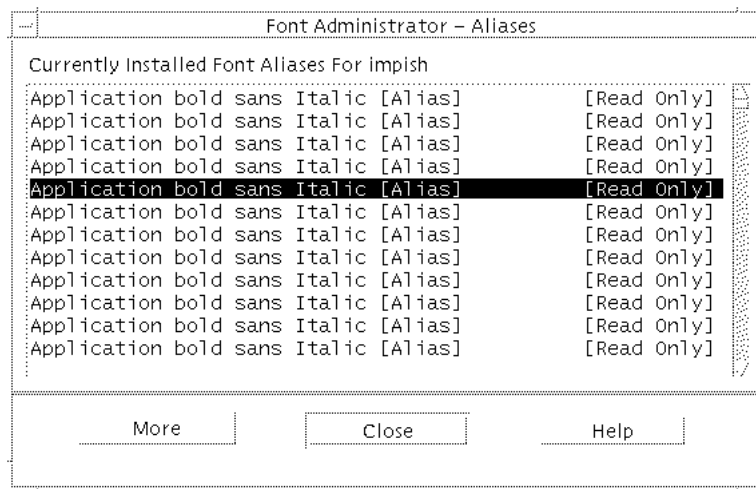 Font Administrator – Aliases
Currently Installed Font Aliases For impish
Application bold sans Italic [Alias] [Read Only]
Application bold sans Italic [Alias] [Read Only]
Application bold sans Italic [Alias] [Read Only]
Application bold sans Italic [Alias] [Read Only]
Application bold sans Italic [Alias] [Read Only]
Application bold sans Italic [Alias] [Read Only]
Application bold sans Italic [Alias] [Read Only]
Application bold sans Italic [Alias] [Read Only]
Application bold sans Italic [Alias] [Read Only]
Application bold sans Italic [Alias] [Read Only]
Application bold sans Italic [Alias] [Read Only]
Application bold sans Italic [Alias] [Read Only]
More Close Help